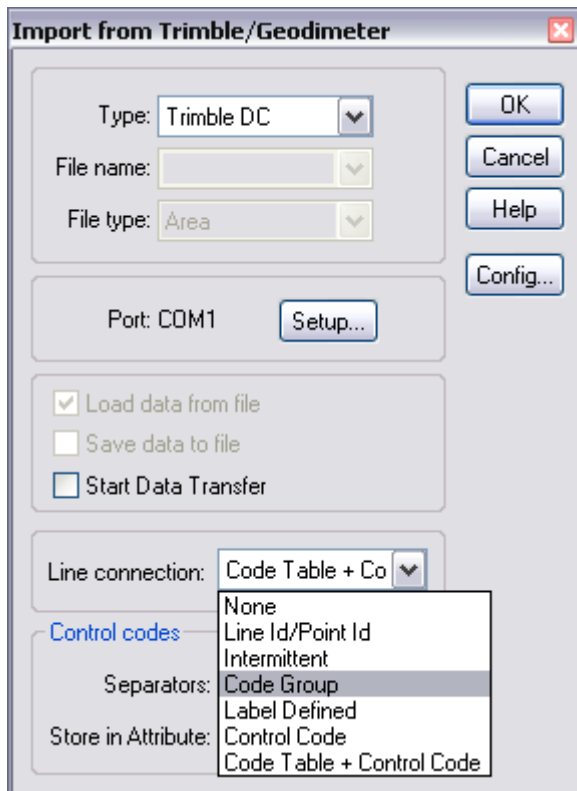 Import from Trimble/Geodimeter
Type: Trimble DC
File name:
File type: Area
OK
Cancel
Help
Config...
Port: COM1 Setup...
Load data from file
Save data to file
Start Data Transfer
Line connection: Code Table + Co
None
Line Id/Point Id
Intermittent
Code Group
Label Defined
Control Code
Code Table + Control Code
Control codes
Separators:
Store in Attribute: